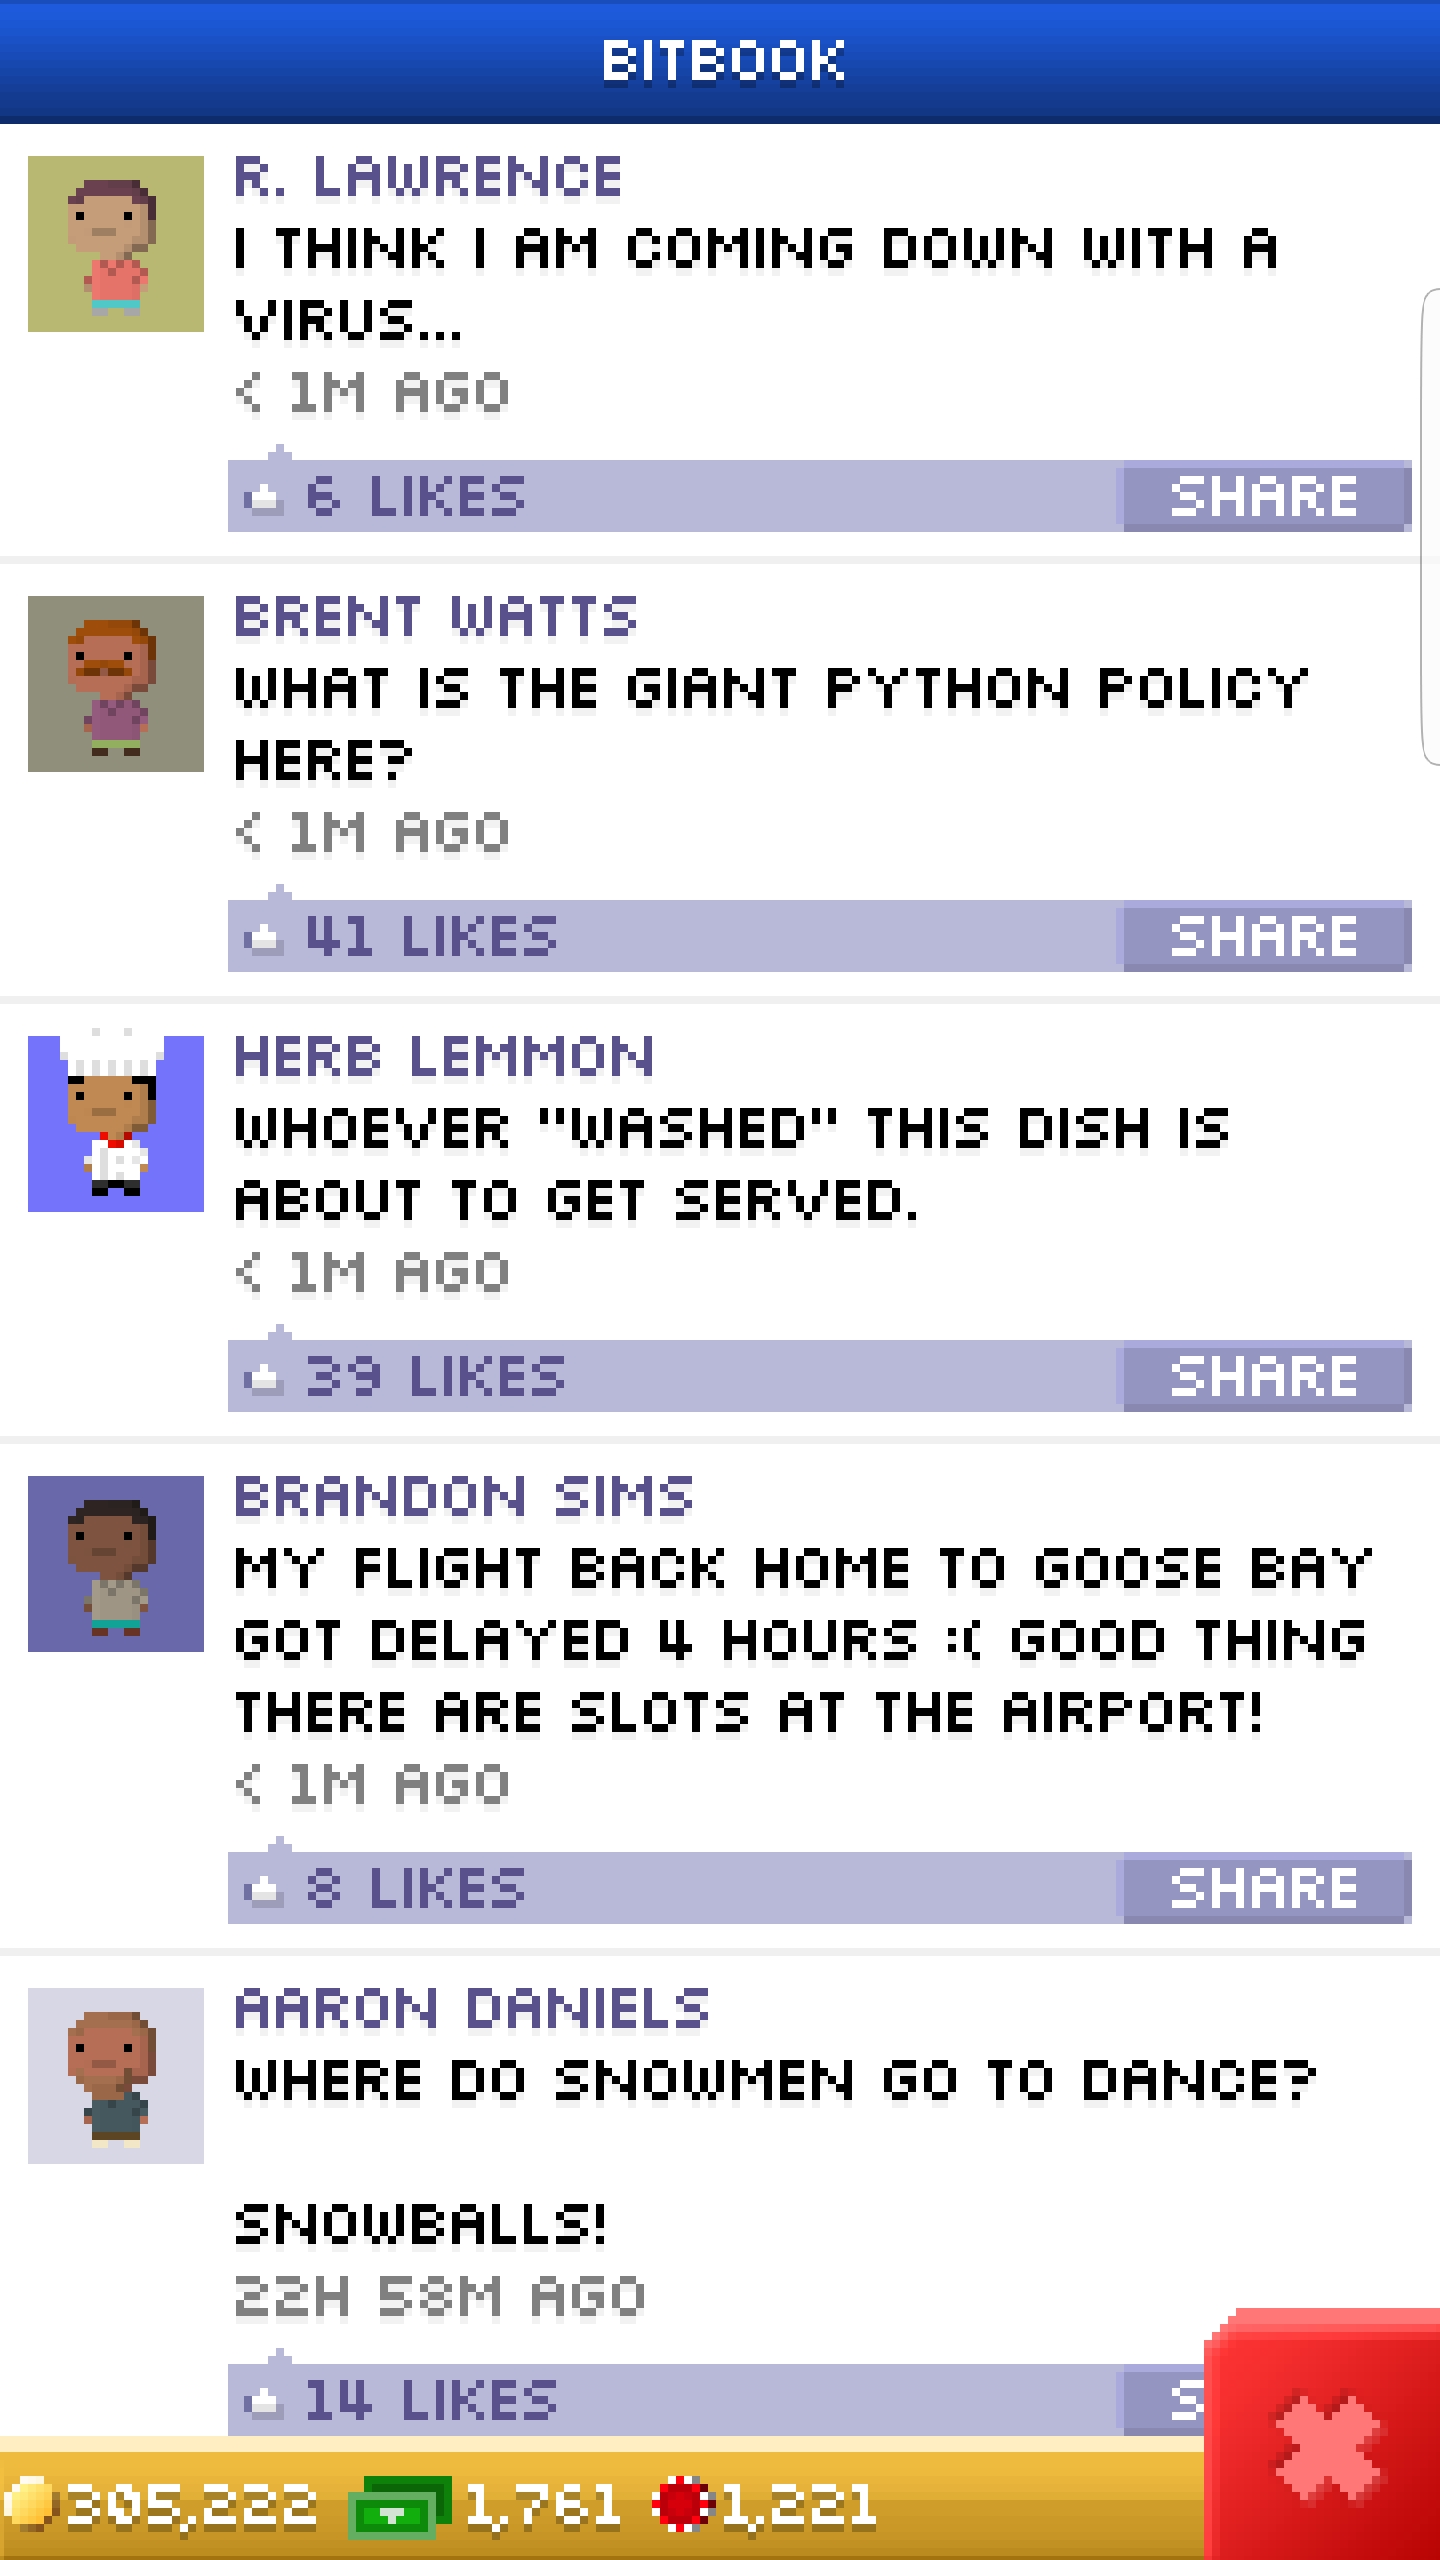 BITBOOK
R. LAWRENCE
I THINK I AM COMING DOWN WITH A
VIRUS...
< 1M AGO
6 LIKES
SHARE
BRENT WATTS
WHAT IS THE GIANT PYTHON POLICY
HERE?
< 1M AGO
41 LIKES
SHARE
HERB LEMMON
WHOEVER "WASHED" THIS DISH IS
ABOUT TO GET SERVED.
< 1M AGO
39 LIKES
SHARE
BRANDON SIMS
MY FLIGHT BACK HOME TO GOOSE BAY
GOT DELAYED 4 HOURS :( GOOD THING
THERE ARE SLOTS AT THE AIRPORT!
< 1M AGO
8 LIKES
SHARE
AARON DANIELS
WHERE DO SNOWMEN GO TO DANCE?
SNOWBALLS!
22H 58M AGO
14 LIKES
305,222 1,761 1,221